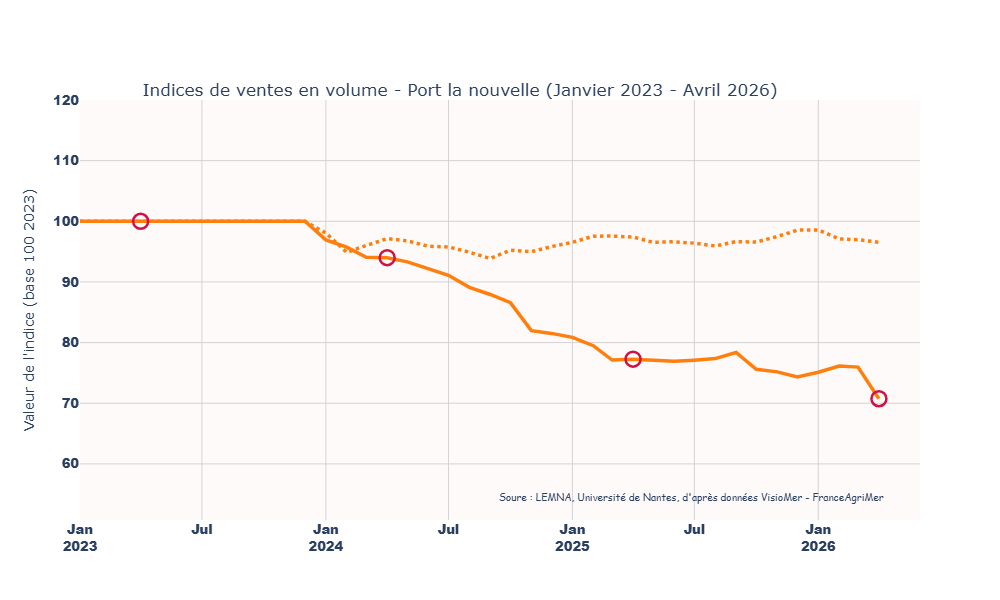 Indices de ventes en volume - Port la nouvelle (Janvier 2023 - Avril 2026)
Valeur de l'indice (base 100 2023)
120
110
100
90
80
70
60
Soure : LEMNA, Université de Nantes, d'après données VisioMer - FranceAgriMer
Jan Jul Jan Jul Jan Jul Jan
2023 2024 2025 2026